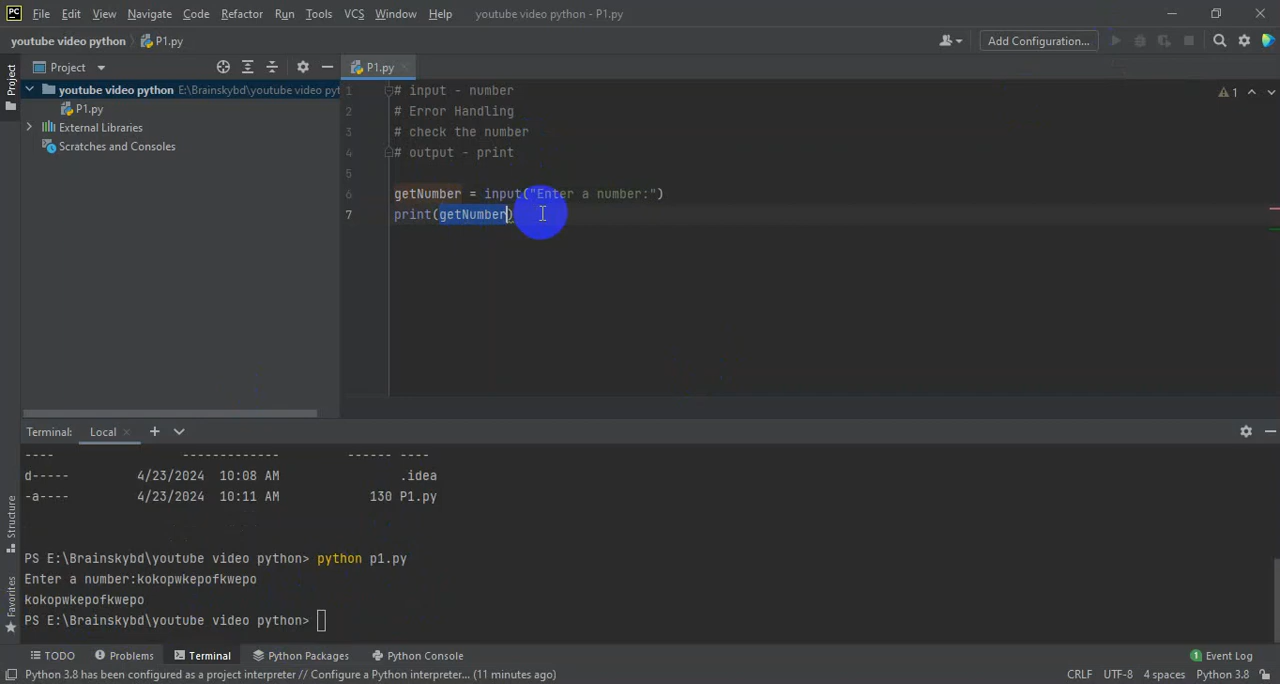 PC File Edit View Navigate Code Refactor Run Tools VCS Window Help youtube video python - P1.py
youtube video python P1.py Add Configuration...
Project P1.py
youtube video python E:\Brainskybd\youtube video pyt
P1.py
External Libraries
Scratches and Consoles
Project
1 # input - number
2 # Error Handling
3 # check the number
4 # output - print
5
6 getNumber = input("Enter a number:")
7 print(getNumber)
1
Terminal: Local
---- ------------- ------ ----
d----- 4/23/2024 10:08 AM .idea
-a---- 4/23/2024 10:11 AM 130 P1.py
PS E:\Brainskybd\youtube video python> python p1.py
Enter a number:kokopwkepofkwepo
kokopwkepofkwepo
PS E:\Brainskybd\youtube video python>
Structure
Favorites
TODO Problems Terminal Python Packages Python Console 1 Event Log
Python 3.8 has been configured as a project interpreter // Configure a Python interpreter... (11 minutes ago) CRLF UTF-8 4 spaces Python 3.8